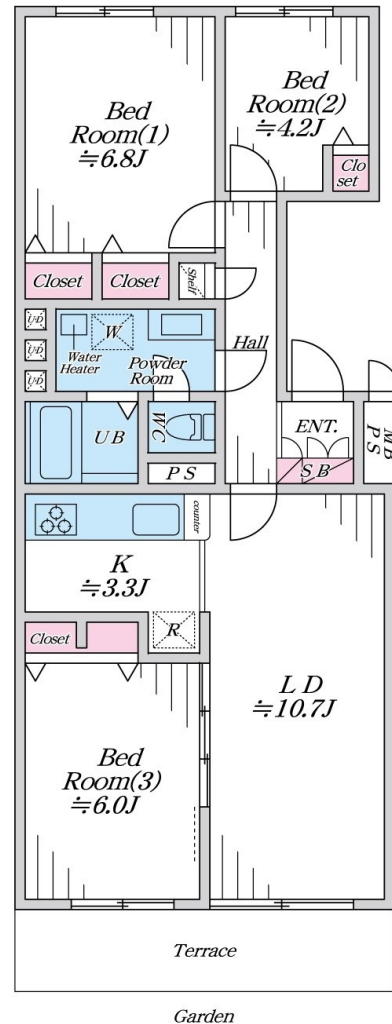 Bed
Room(1)
≒6.8J
Bed
Room(2)
≒4.2J
Clo
set
Closet
Closet
Shelf
U·D
U·D
U·D
W
Water
Heater
Powder
Room
Hall
UB
WC
PS
ENT.
SB
MB
PS
counter
K
≒3.3J
R
Closet
LD
≒10.7J
Bed
Room(3)
≒6.0J
Terrace
Garden